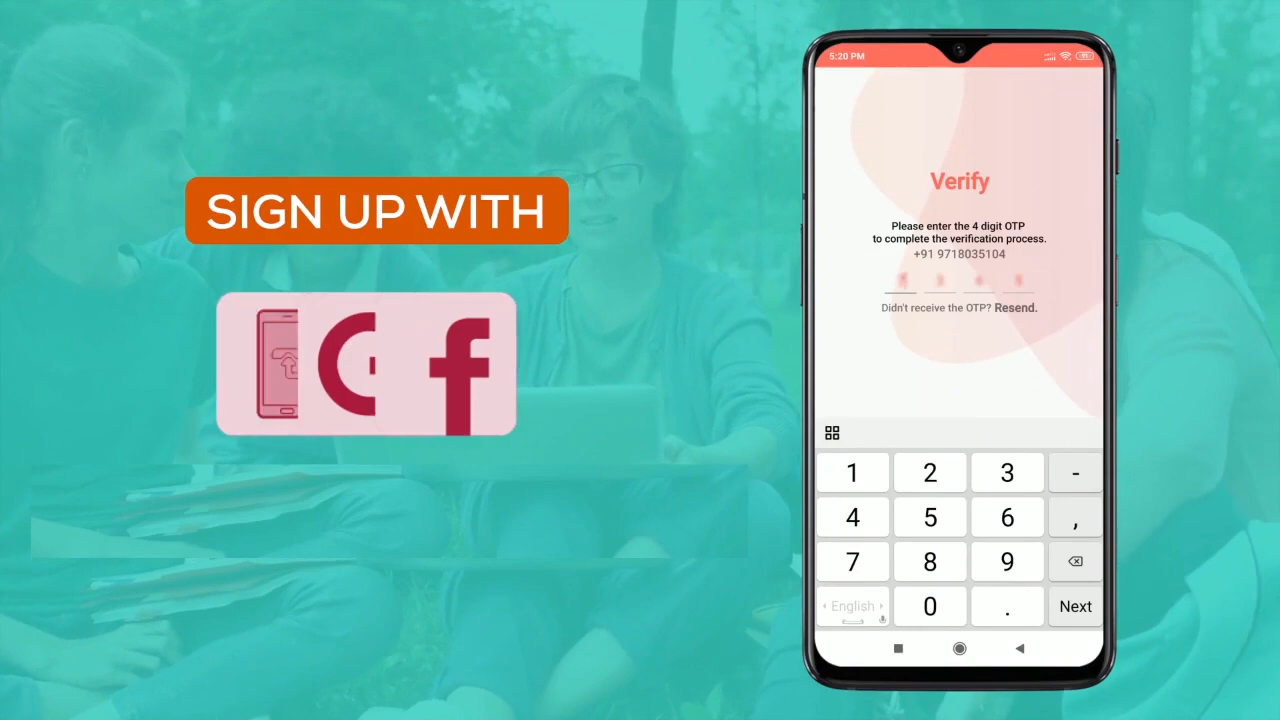 SIGN UP WITH
5:20 PM
Verify
Please enter the 4 digit OTP
to complete the verification process.
+91 9718035104
Didn't receive the OTP? Resend.
1 2 3 -
4 5 6 ,
7 8 9
English 0 . Next